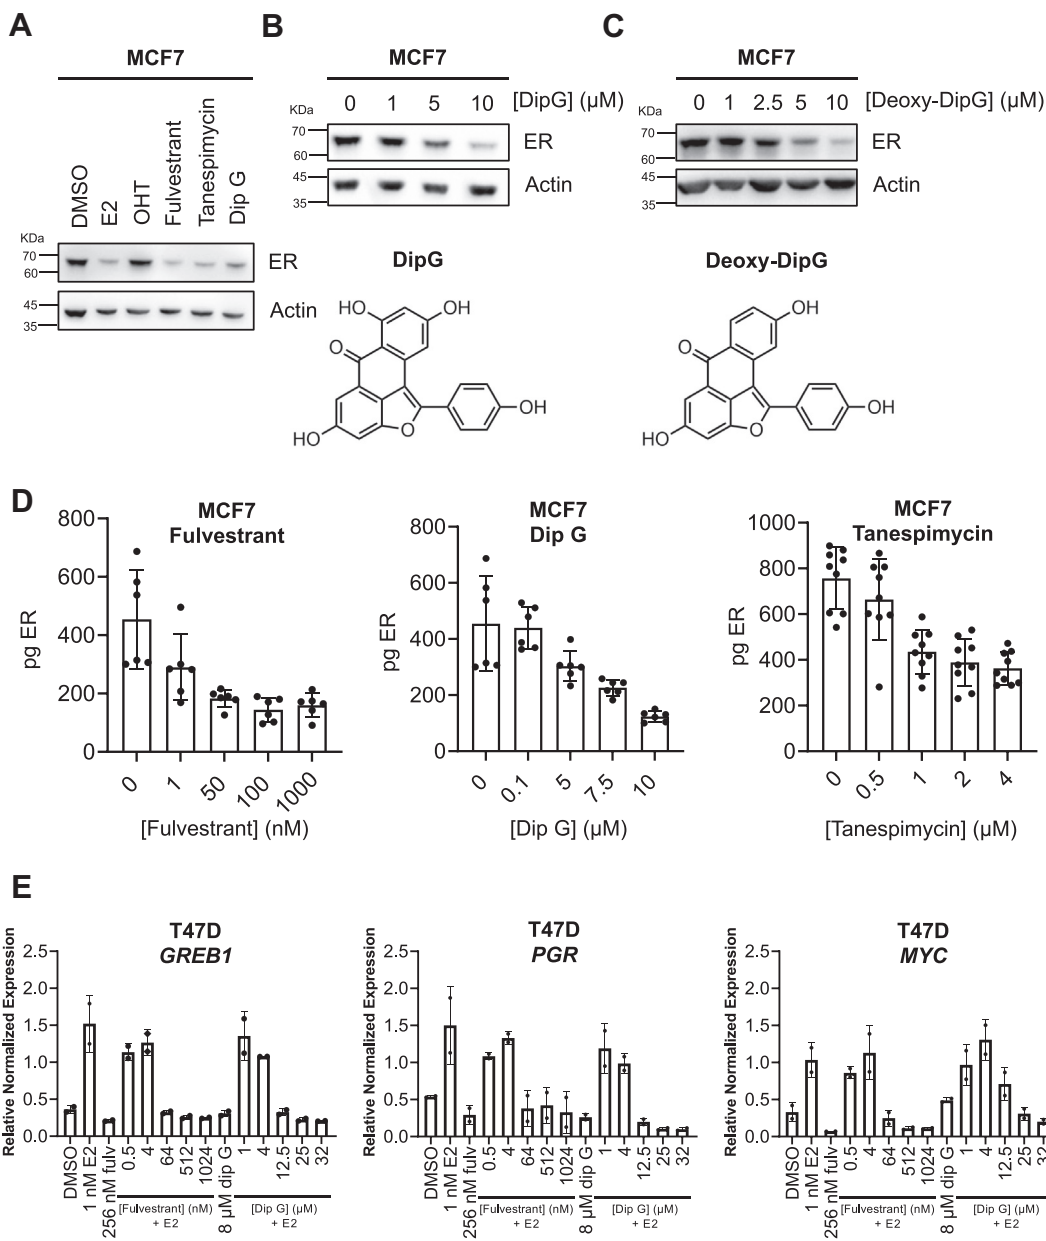 A
MCF7
DMSO
E2
OHT
Fulvestrant
Tanespimycin
Dip G
KDa
70
60
ER
45
35
Actin
B
MCF7
0 1 5 10 [DipG] (µM)
KDa
70
60
ER
45
35
Actin
DipG
HO OH
O
HO O OH
C
MCF7
0 1 2.5 5 10 [Deoxy-DipG] (µM)
KDa
70
60
ER
45
35
Actin
Deoxy-DipG
OH
O
HO O OH
D
MCF7
Fulvestrant
pg ER
800
600
400
200
0
0 1 50 100 1000
[Fulvestrant] (nM)
MCF7
Dip G
pg ER
800
600
400
200
0
0 0.1 5 7.5 10
[Dip G] (µM)
MCF7
Tanespimycin
pg ER
1000
800
600
400
200
0
0 0.5 1 2 4
[Tanespimycin] (µM)
E
T47D
GREB1
Relative Normalized Expression
2.5
2.0
1.5
1.0
0.5
0.0
DMSO
1 nM E2
256 nM fulv
0.5
4
64
512
1024
8 µM dip G
1
4
12.5
25
32
[Fulvestrant] (nM)
+ E2
[Dip G] (µM)
+ E2
T47D
PGR
Relative Normalized Expression
2.5
2.0
1.5
1.0
0.5
0.0
DMSO
1 nM E2
256 nM fulv
0.5
4
64
512
1024
8 µM dip G
1
4
12.5
25
32
[Fulvestrant] (nM)
+ E2
[Dip G] (µM)
+ E2
T47D
MYC
Relative Normalized Expression
2.5
2.0
1.5
1.0
0.5
0.0
DMSO
1 nM E2
256 nM fulv
0.5
4
64
512
1024
8 µM dip G
1
4
12.5
25
32
[Fulvestrant] (nM)
+ E2
[Dip G] (µM)
+ E2